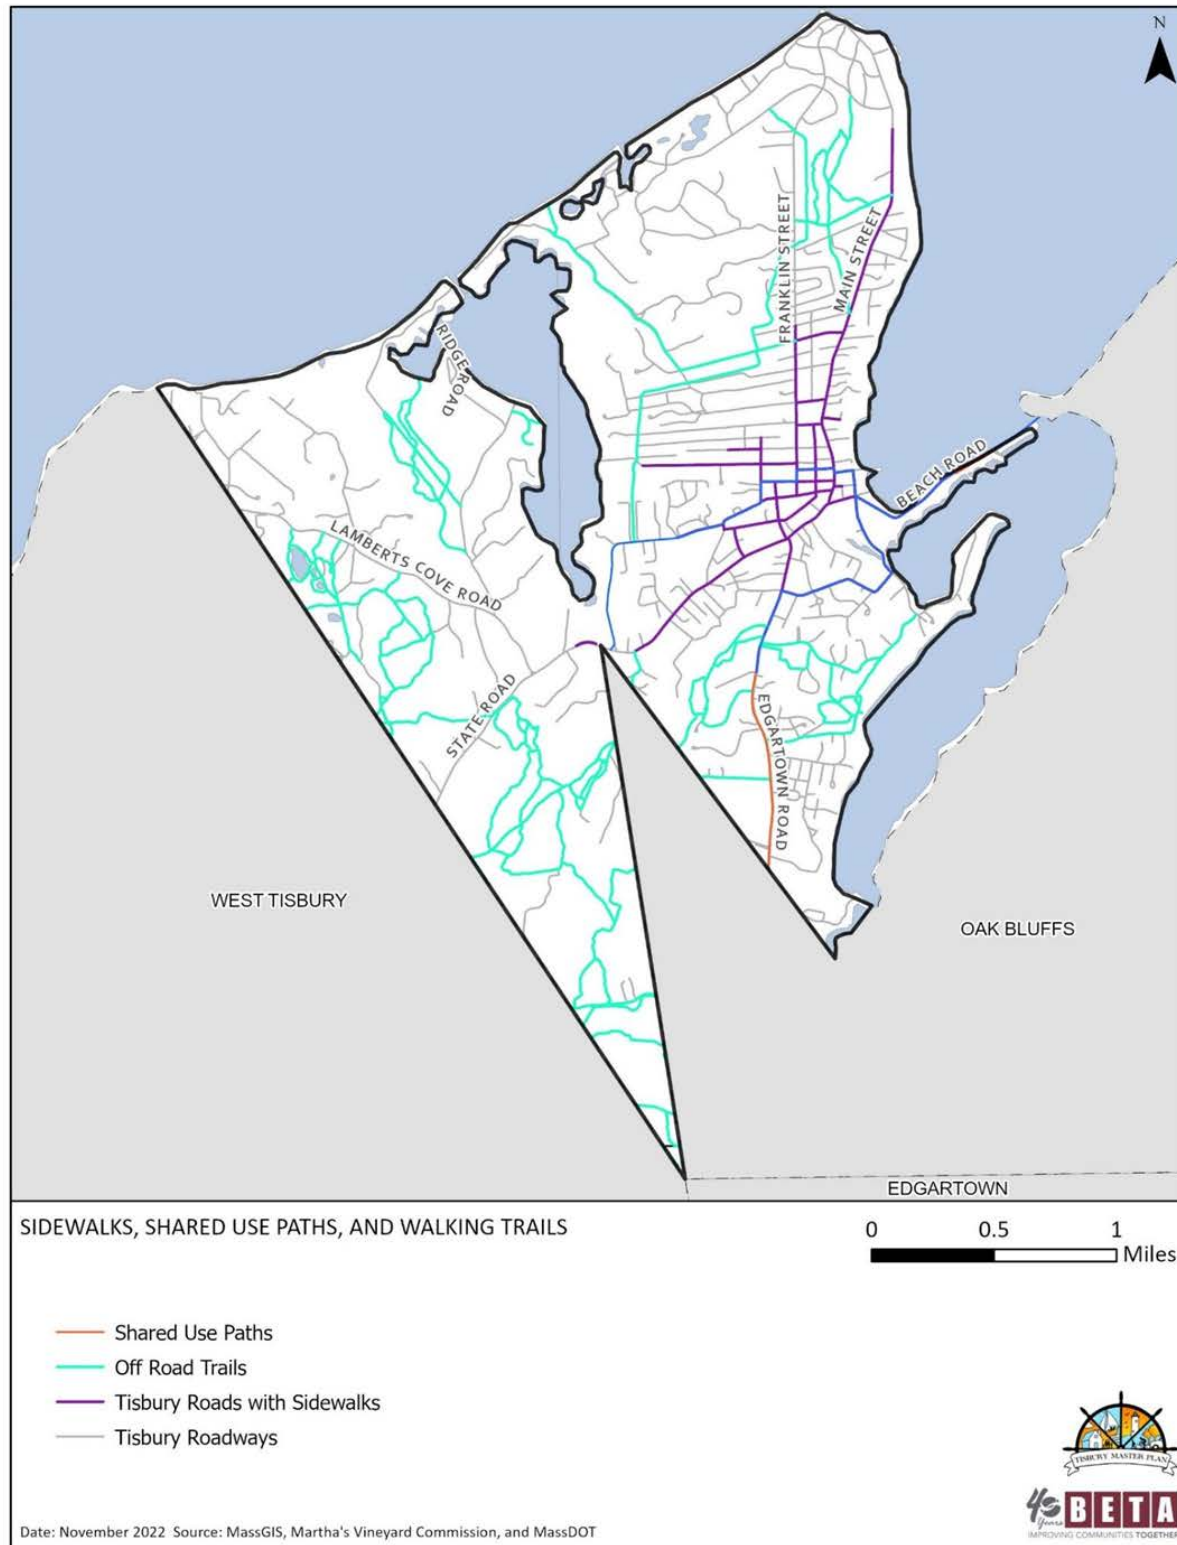 N
FRANKLIN STREET
MAIN STREET
RIDGE ROAD
BEACH ROAD
LAMBERTS COVE ROAD
STATE ROAD
EDGARTOWN ROAD
WEST TISBURY
OAK BLUFFS
EDGARTOWN
SIDEWALKS, SHARED USE PATHS, AND WALKING TRAILS
0 0.5 1
Miles
Shared Use Paths
Off Road Trails
Tisbury Roads with Sidewalks
Tisbury Roadways
TISBURY MASTER PLAN
40 Years BETA
IMPROVING COMMUNITIES TOGETHER
Date: November 2022 Source: MassGIS, Martha's Vineyard Commission, and MassDOT